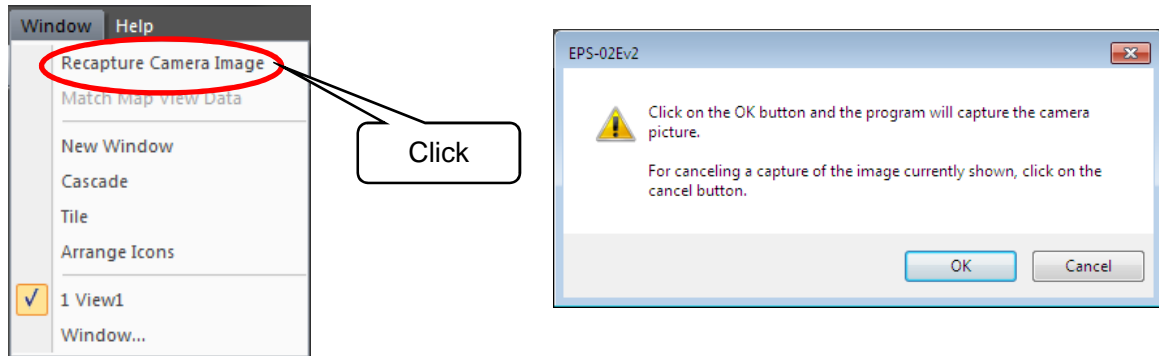 Window Help
Recapture Camera Image
Match Map View Data
New Window
Cascade
Tile
Arrange Icons
1 View1
Window...
Click
EPS-02Ev2
Click on the OK button and the program will capture the camera
picture.
For canceling a capture of the image currently shown, click on the
cancel button.
OK Cancel